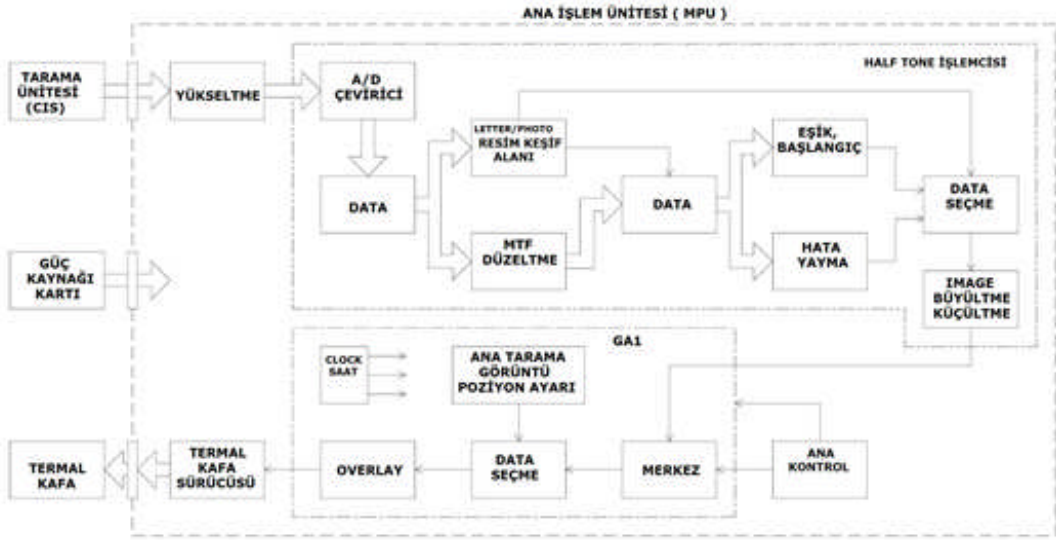 ANA İŞLEM ÜNİTESİ ( MPU )
HALF TONE İŞLEMCİSİ
TARAMA
ÜNİTESİ
(CIS)
YÜKSELTME
A/D
ÇEVİRİCİ
LETTER/PHOTO
RESİM KEŞİF
ALANI
EŞİK,
BAŞLANGIÇ
DATA
DATA
DATA
SEÇME
MTF
DÜZELTME
HATA
YAYMA
GÜÇ
KAYNAĞI
KARTI
IMAGE
BÜYÜLTME
KÜÇÜLTME
GA1
CLOCK
SAAT
ANA TARAMA
GÖRÜNTÜ
POZİYON AYARI
TERMAL
KAFA
TERMAL
KAFA
SÜRÜCÜSÜ
OVERLAY
DATA
SEÇME
MERKEZ
ANA
KONTROL